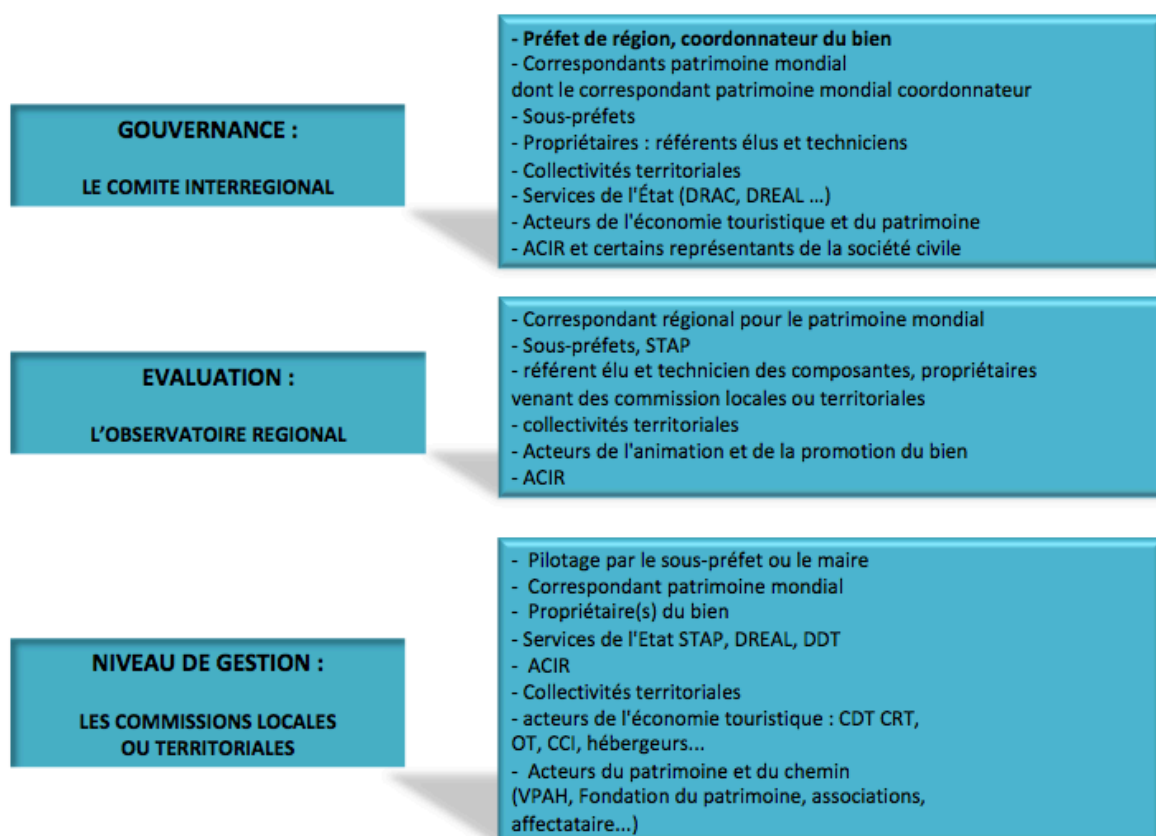 GOUVERNANCE :
LE COMITE INTERREGIONAL
- Préfet de région, coordonnateur du bien
- Correspondants patrimoine mondial
dont le correspondant patrimoine mondial coordonnateur
- Sous-préfets
- Propriétaires : référents élus et techniciens
- Collectivités territoriales
- Services de l'État (DRAC, DREAL ...)
- Acteurs de l'économie touristique et du patrimoine
- ACIR et certains représentants de la société civile
EVALUATION :
L'OBSERVATOIRE REGIONAL
- Correspondant régional pour le patrimoine mondial
- Sous-préfets, STAP
- référent élu et technicien des composantes, propriétaires
venant des commission locales ou territoriales
- collectivités territoriales
- Acteurs de l'animation et de la promotion du bien
- ACIR
NIVEAU DE GESTION :
LES COMMISSIONS LOCALES
OU TERRITORIALES
- Pilotage par le sous-préfet ou le maire
- Correspondant patrimoine mondial
- Propriétaire(s) du bien
- Services de l'Etat STAP, DREAL, DDT
- ACIR
- Collectivités territoriales
- acteurs de l'économie touristique : CDT CRT,
OT, CCI, hébergeurs...
- Acteurs du patrimoine et du chemin
(VPAH, Fondation du patrimoine, associations,
affectataire...)